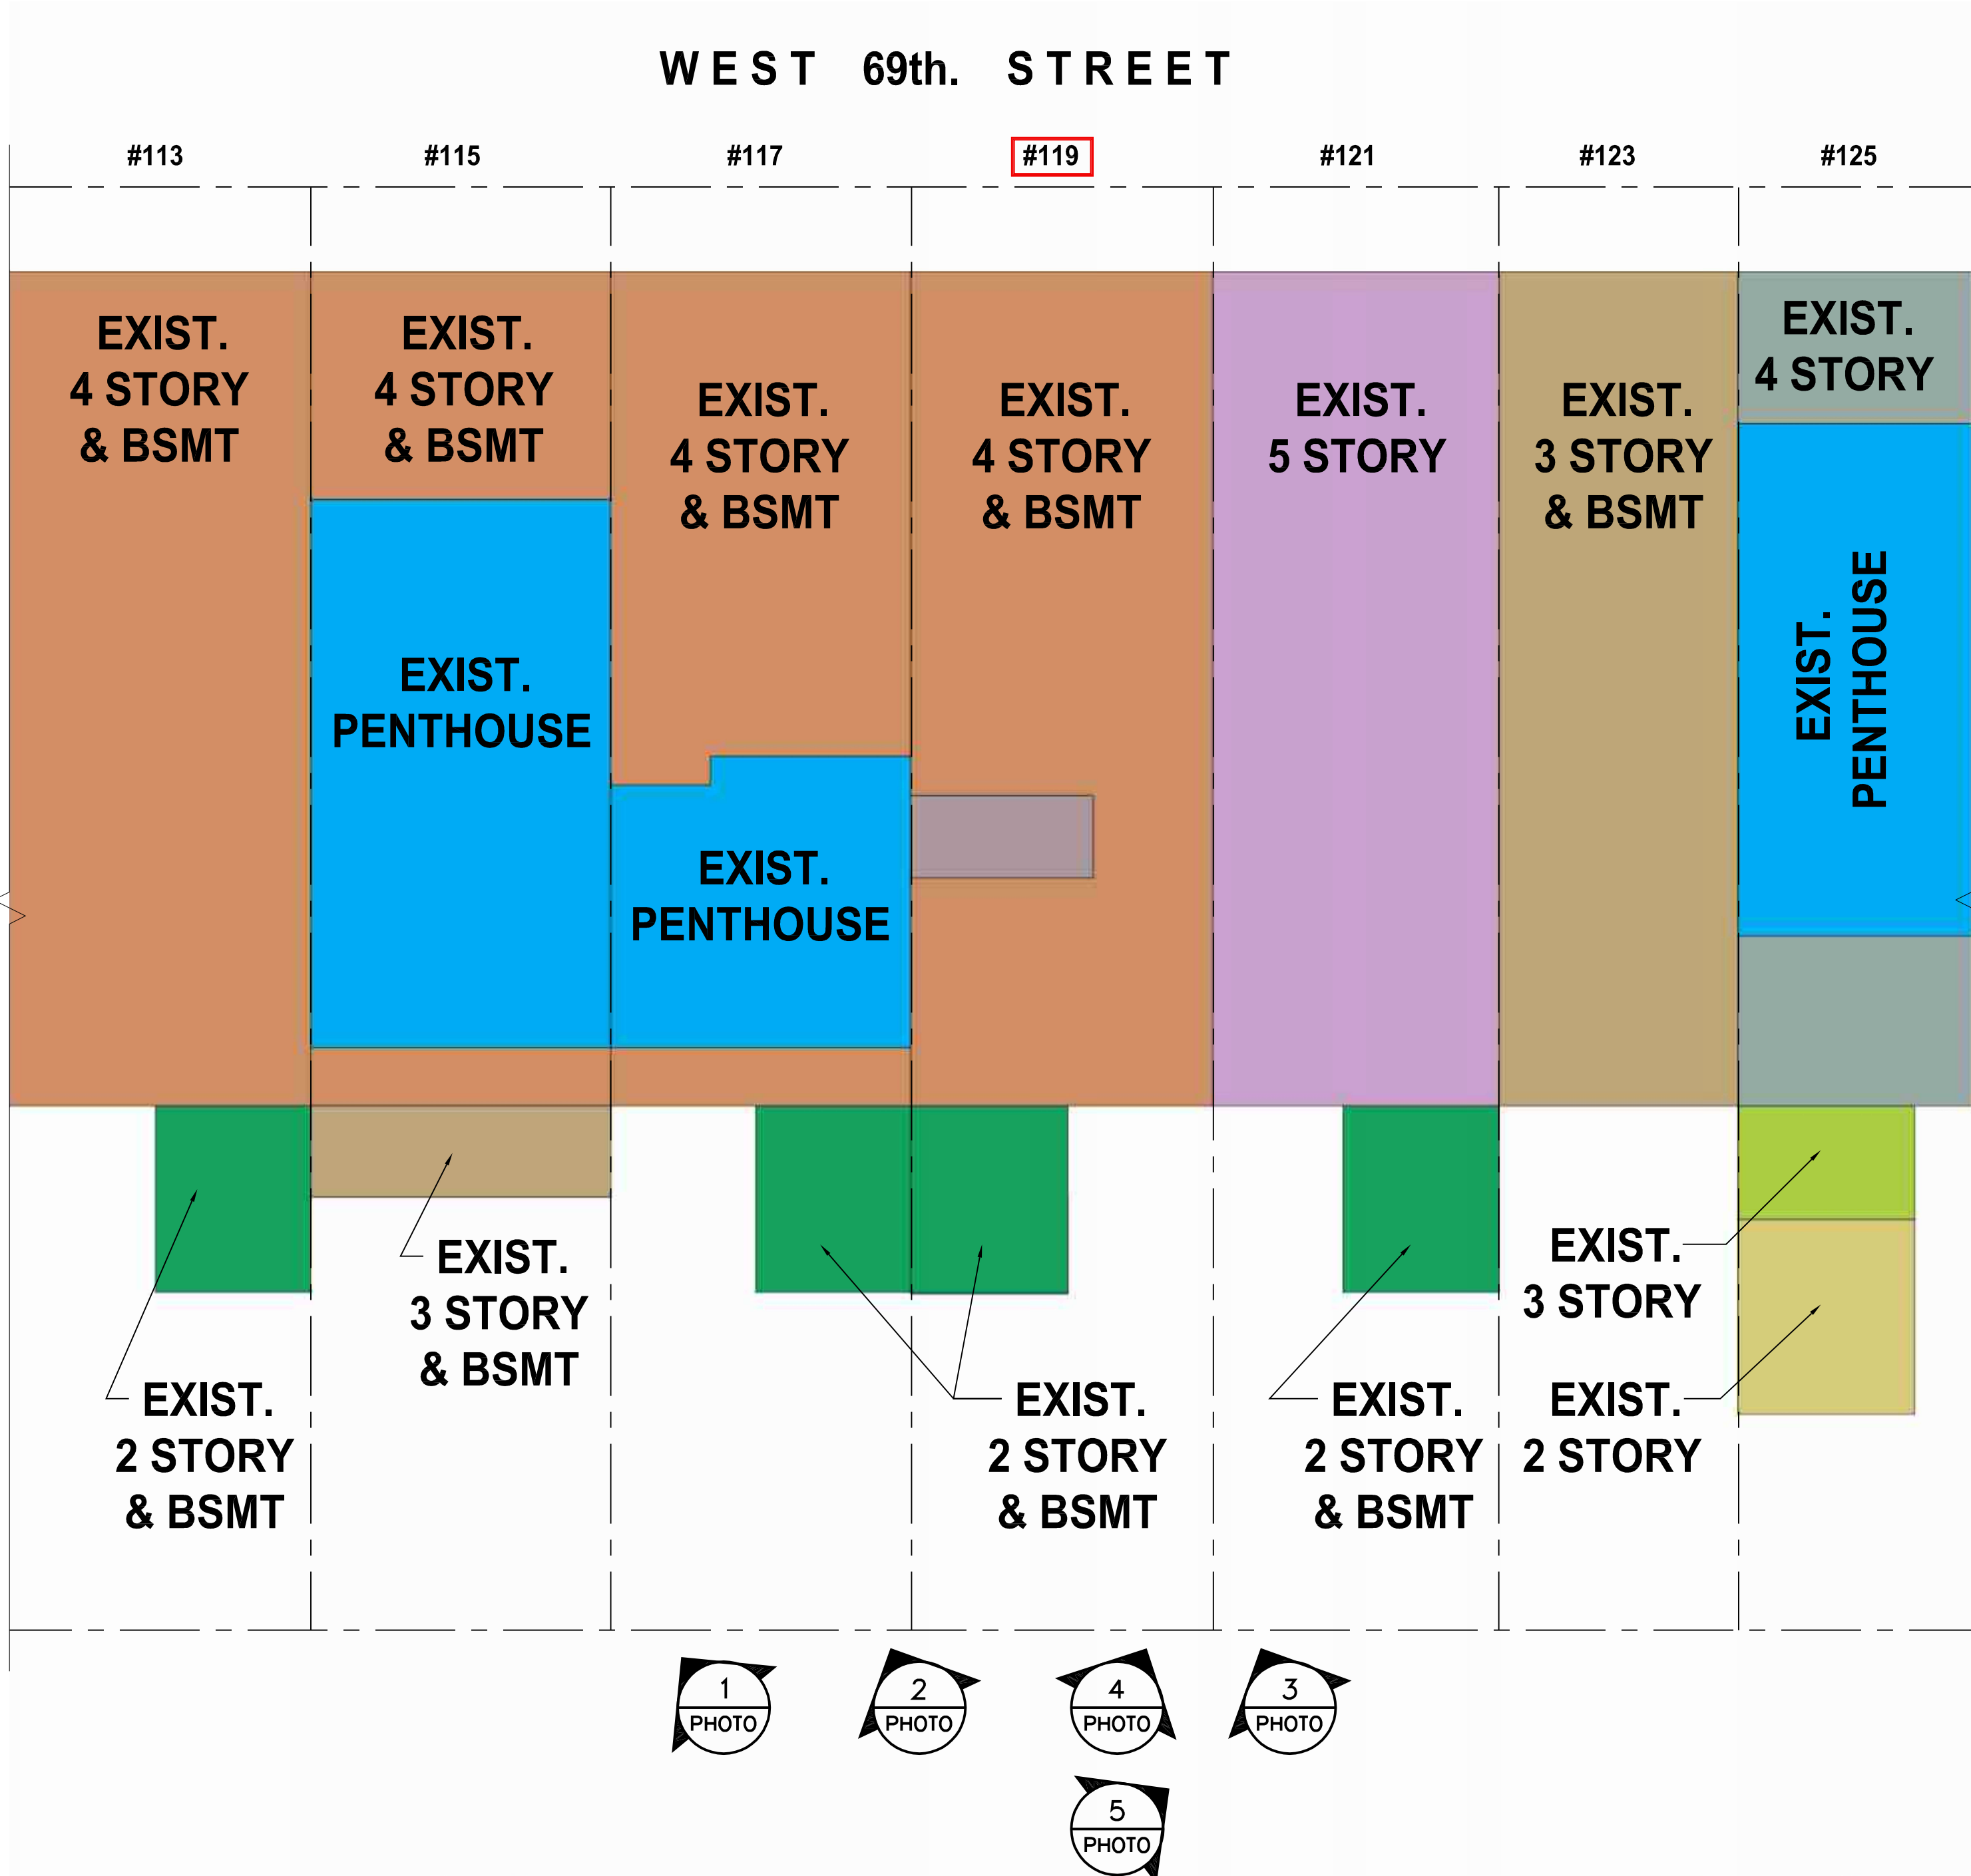 WEST 69th. STREET
#113
#115
#117
#119
#121
#123
#125
EXIST.
4 STORY
& BSMT
EXIST.
4 STORY
& BSMT
EXIST.
4 STORY
& BSMT
EXIST.
4 STORY
& BSMT
EXIST.
5 STORY
EXIST.
3 STORY
& BSMT
EXIST.
4 STORY
EXIST.
PENTHOUSE
EXIST.
PENTHOUSE
EXIST.
PENTHOUSE
EXIST.
2 STORY
& BSMT
EXIST.
3 STORY
& BSMT
EXIST.
2 STORY
& BSMT
EXIST.
2 STORY
& BSMT
EXIST.
3 STORY
EXIST.
2 STORY
1
PHOTO
2
PHOTO
4
PHOTO
3
PHOTO
5
PHOTO